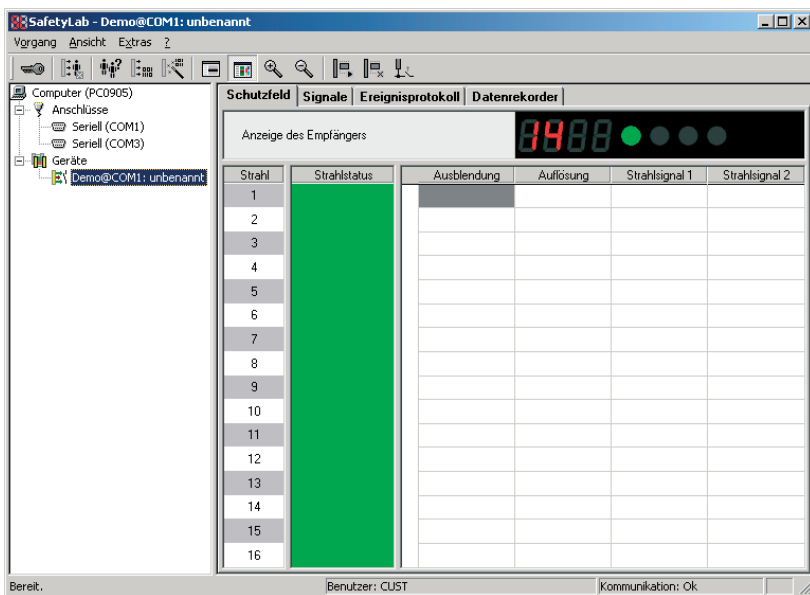 SafetyLab - Demo@COM1: unbenannt
Vorgang Ansicht Extras ?
Computer (PC0905)
Anschlüsse
Seriell (COM1)
Seriell (COM3)
Geräte
Demo@COM1: unbenannt
Schutzfeld Signale Ereignisprotokoll Datenrekorder
Anzeige des Empfängers 14
Strahl Strahlstatus Ausblendung Auflösung Strahlsignal 1 Strahlsignal 2
1
2
3
4
5
6
7
8
9
10
11
12
13
14
15
16
Bereit. Benutzer: CUST Kommunikation: Ok